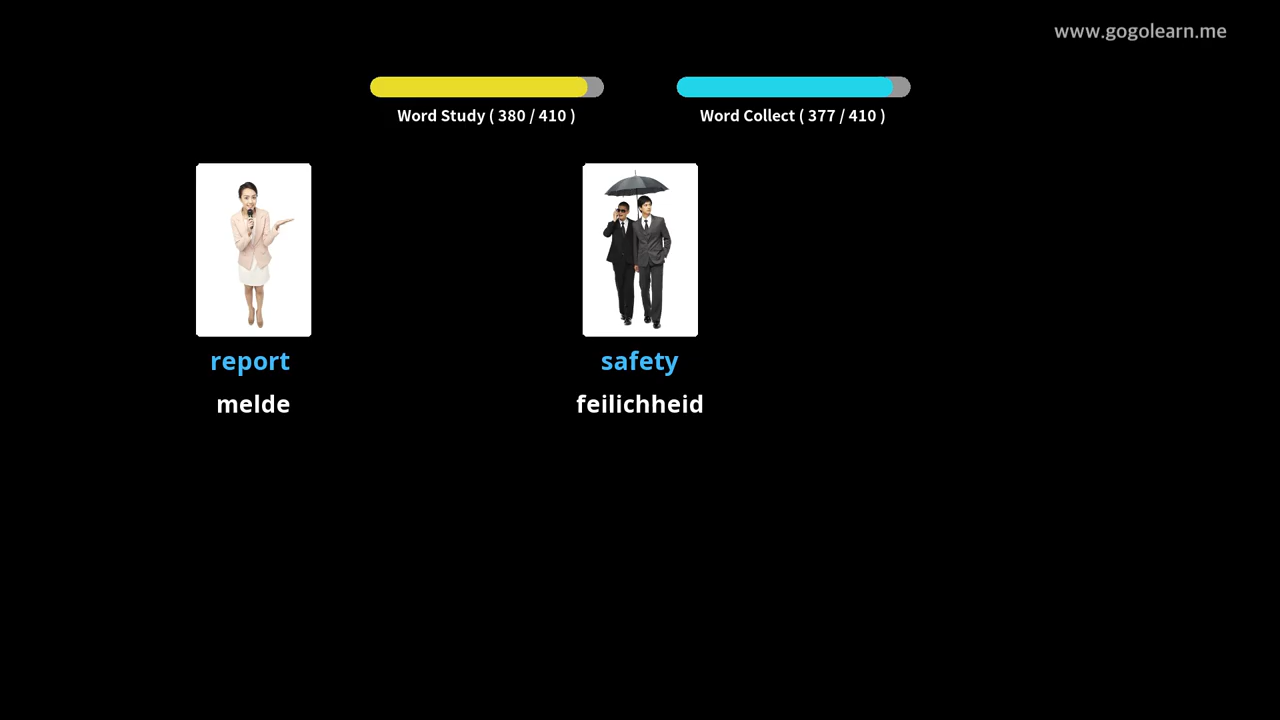 www.gogolearn.me
Word Study ( 380 / 410 )
Word Collect ( 377 / 410 )
report
safety
melde
feilichheid